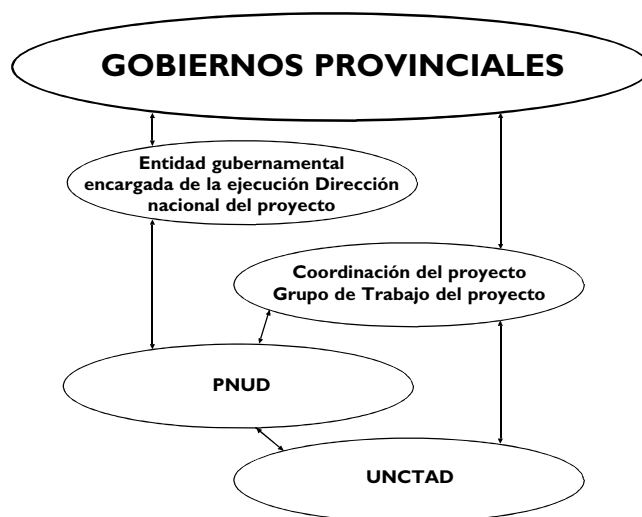 GOBIERNOS PROVINCIALES
Entidad gubernamental
encargada de la ejecución Dirección
nacional del proyecto
Coordinación del proyecto
Grupo de Trabajo del proyecto
PNUD
UNCTAD